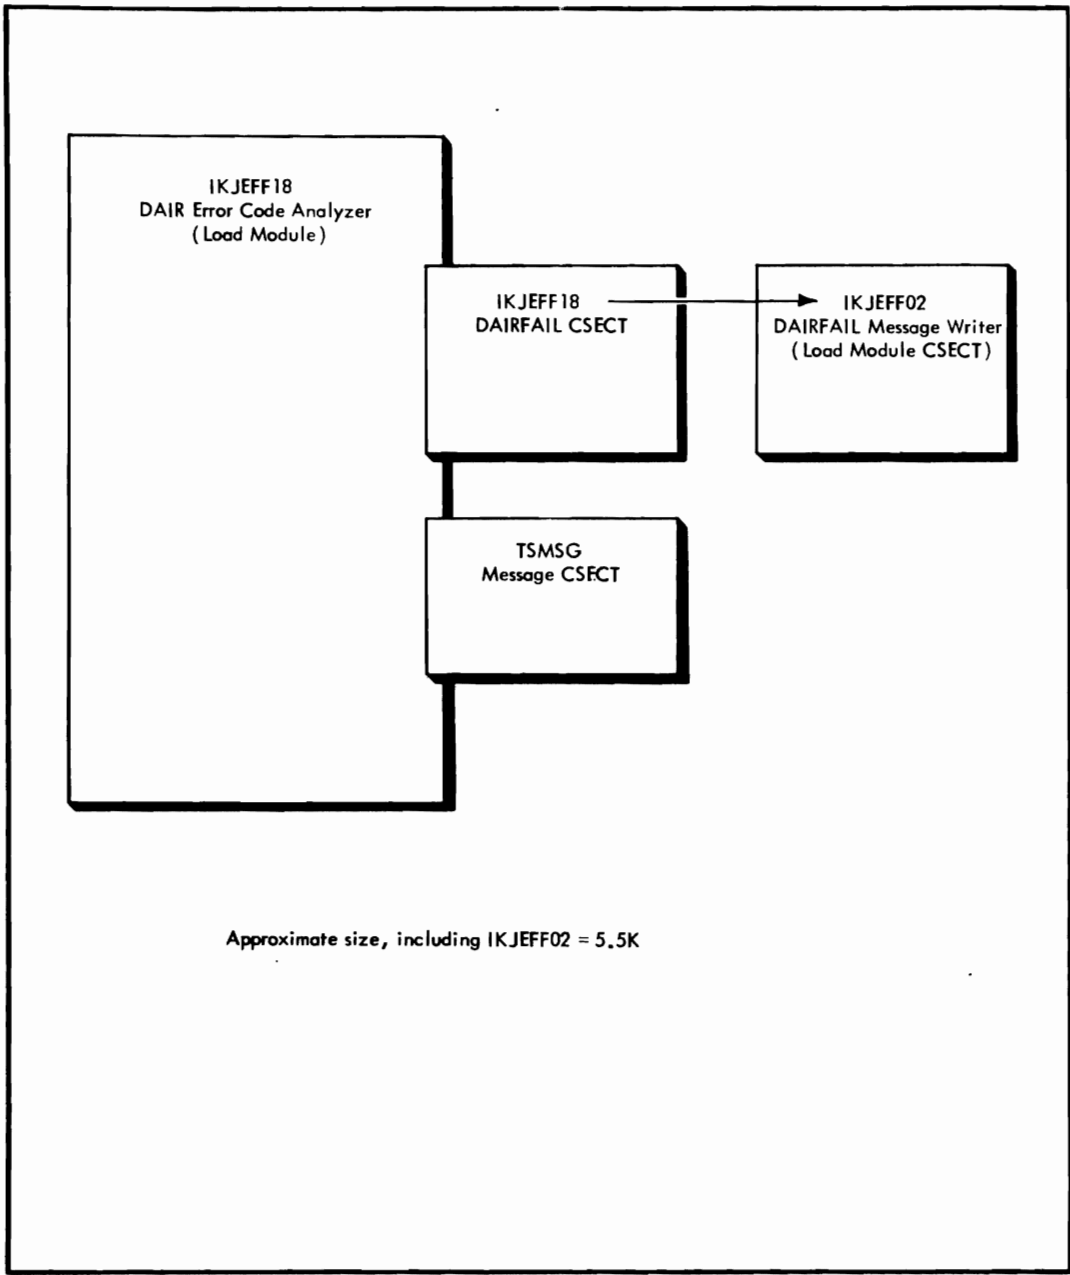 IKJEFF18
DAIR Error Code Analyzer
(Load Module)
IKJEFF18
DAIRFAIL CSECT
IKJEFF02
DAIRFAIL Message Writer
(Load Module CSECT)
TSMSG
Message CSECT
Approximate size, including IKJEFF02 = 5.5K